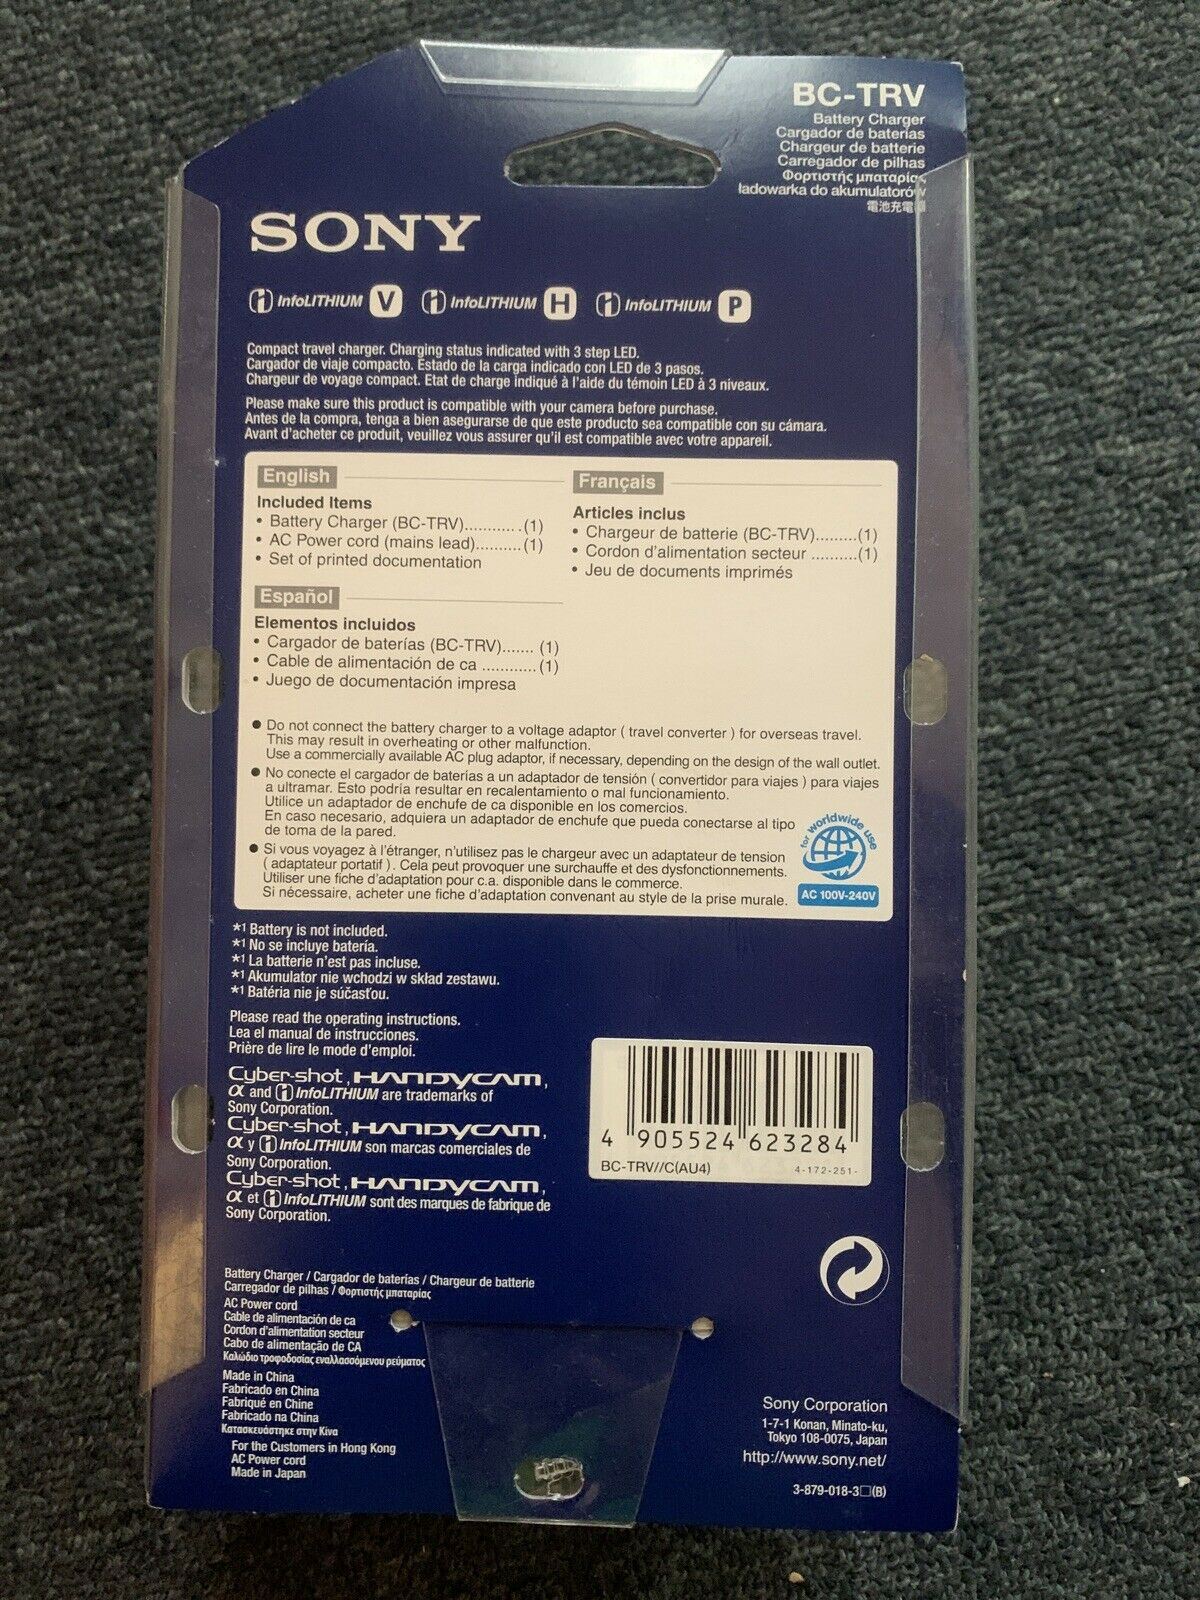 BC-TRV
Battery Charger
Cargador de baterías
Chargeur de batterie
Carregador de pilhas
Φορτιστής μπαταρίας
ładowarka do akumulatorów
電池充電器
SONY
InfoLITHIUM V InfoLITHIUM H InfoLITHIUM P
Compact travel charger. Charging status indicated with 3 step LED.
Cargador de viaje compacto. Estado de la carga indicado con LED de 3 pasos.
Chargeur de voyage compact. Etat de charge indiqué à l'aide du témoin LED à 3 niveaux.
Please make sure this product is compatible with your camera before purchase.
Antes de la compra, tenga a bien asegurarse de que este producto sea compatible con su cámara.
Avant d'acheter ce produit, veuillez vous assurer qu'il est compatible avec votre appareil.
English
Included Items
• Battery Charger (BC-TRV)............(1)
• AC Power cord (mains lead)..........(1)
• Set of printed documentation
Français
Articles inclus
• Chargeur de batterie (BC-TRV).........(1)
• Cordon d'alimentation secteur ..........(1)
• Jeu de documents imprimés
Español
Elementos incluidos
• Cargador de baterías (BC-TRV)....... (1)
• Cable de alimentación de ca ............(1)
• Juego de documentación impresa
● Do not connect the battery charger to a voltage adaptor ( travel converter ) for overseas travel.
This may result in overheating or other malfunction.
Use a commercially available AC plug adaptor, if necessary, depending on the design of the wall outlet.
● No conecte el cargador de baterías a un adaptador de tensión ( convertidor para viajes ) para viajes
a ultramar. Esto podría resultar en recalentamiento o mal funcionamiento.
Utilice un adaptador de enchufe de ca disponible en los comercios.
En caso necesario, adquiera un adaptador de enchufe que pueda conectarse al tipo
de toma de la pared.
● Si vous voyagez à l'étranger, n'utilisez pas le chargeur avec un adaptateur de tension
( adaptateur portatif ). Cela peut provoquer une surchauffe et des dysfonctionnements.
Utiliser une fiche d'adaptation pour c.a. disponible dans le commerce.
Si nécessaire, acheter une fiche d'adaptation convenant au style de la prise murale.
for worldwide use
AC 100V-240V
*1 Battery is not included.
*1 No se incluye batería.
*1 La batterie n'est pas incluse.
*1 Akumulator nie wchodzi w skład zestawu.
*1 Batéria nie je súčasťou.
Please read the operating instructions.
Lea el manual de instrucciones.
Prière de lire le mode d'emploi.
Cyber-shot, HANDYCAM,
α and InfoLITHIUM are trademarks of
Sony Corporation.
Cyber-shot, HANDYCAM,
α y InfoLITHIUM son marcas comerciales de
Sony Corporation.
Cyber-shot, HANDYCAM,
α et InfoLITHIUM sont des marques de fabrique de
Sony Corporation.
4 905524 623284
BC-TRV//C(AU4) 4-172-251-
Battery Charger / Cargador de baterías / Chargeur de batterie
Carregador de pilhas / Φορτιστής μπαταρίας
AC Power cord
Cable de alimentación de ca
Cordon d'alimentation secteur
Cabo de alimentação de CA
Καλώδιο τροφοδοσίας εναλλασσόμενου ρεύματος
Made in China
Fabricado en China
Fabriqué en Chine
Fabricado na China
Κατασκευάστηκε στην Κίνα
For the Customers in Hong Kong
AC Power cord
Made in Japan
Sony Corporation
1-7-1 Konan, Minato-ku,
Tokyo 108-0075, Japan
http://www.sony.net/
3-879-018-3□(B)